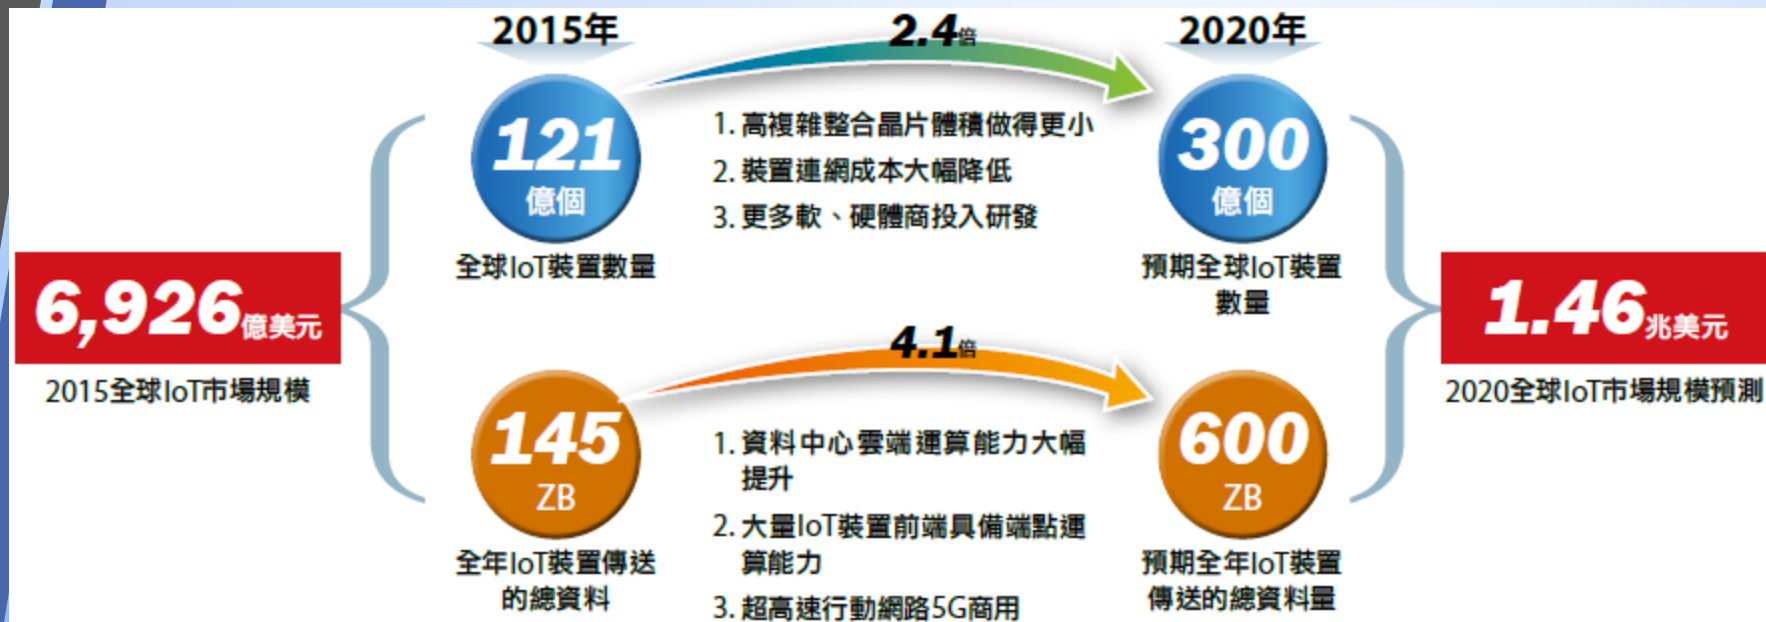 2015年
2.4倍
2020年
121
億個
全球IoT裝置數量
1. 高複雜整合晶片體積做得更小
2. 裝置連網成本大幅降低
3. 更多軟、硬體商投入研發
300
億個
預期全球IoT裝置
數量
6,926億美元
2015全球IoT市場規模
1.46兆美元
2020全球IoT市場規模預測
4.1倍
145
ZB
全年IoT裝置傳送
的總資料
1. 資料中心雲端運算能力大幅
提升
2. 大量IoT裝置前端具備端點運
算能力
3. 超高速行動網路5G商用
600
ZB
預期全年IoT裝置
傳送的總資料量